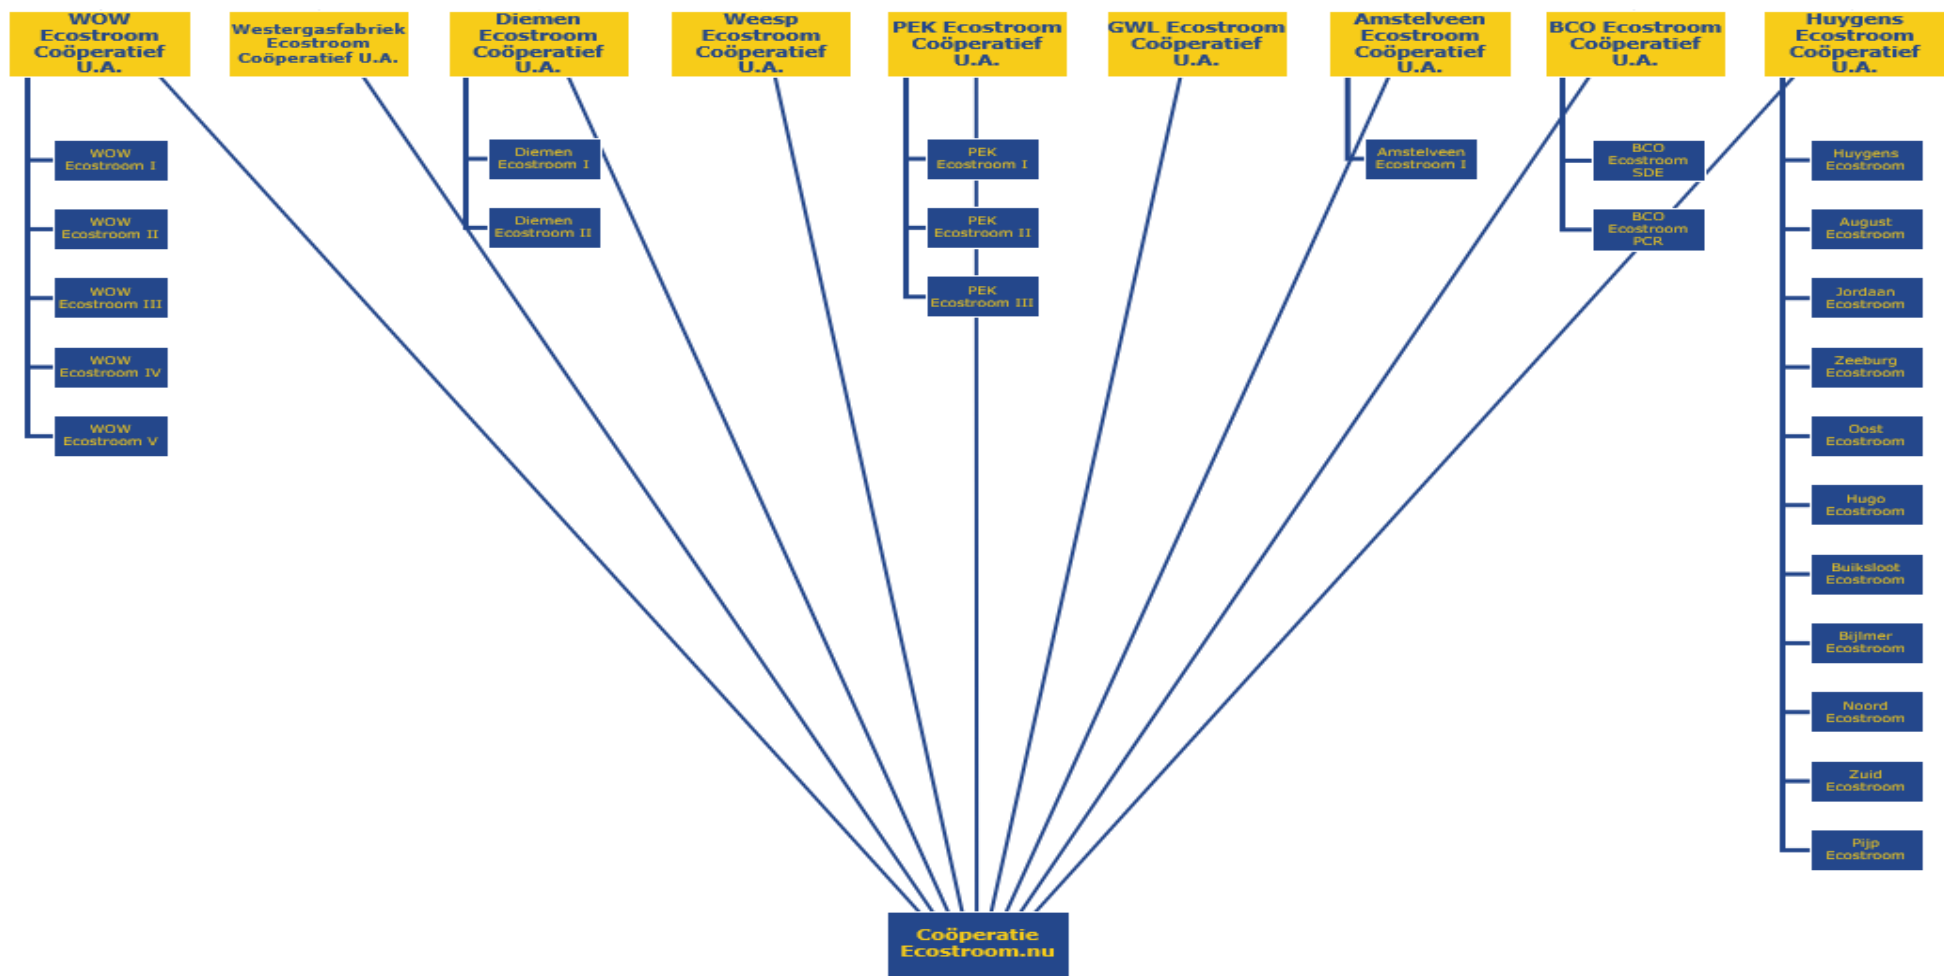 WOW
Ecostroom
Coöperatief
U.A.
Westergasfabriek
Ecostroom
Coöperatief U.A.
Diemen
Ecostroom
Coöperatief
U.A.
Weesp
Ecostroom
Coöperatief
U.A.
PEK Ecostroom
Coöperatief
U.A.
GWL Ecostroom
Coöperatief
U.A.
Amstelveen
Ecostroom
Coöperatief
U.A.
BCO Ecostroom
Coöperatief
U.A.
Huygens
Ecostroom
Coöperatief
U.A.
WOW
Ecostroom I
WOW
Ecostroom II
WOW
Ecostroom III
WOW
Ecostroom IV
WOW
Ecostroom V
Diemen
Ecostroom I
Diemen
Ecostroom II
PEK
Ecostroom I
PEK
Ecostroom II
PEK
Ecostroom III
Amstelveen
Ecostroom I
BCO
Ecostroom
SDE
BCO
Ecostroom
PCR
Huygens
Ecostroom
August
Ecostroom
Jordaan
Ecostroom
Zeeburg
Ecostroom
Oost
Ecostroom
Hugo
Ecostroom
Buiksloot
Ecostroom
Bijlmer
Ecostroom
Noord
Ecostroom
Zuid
Ecostroom
Pijp
Ecostroom
Coöperatie
Ecostroom.nu